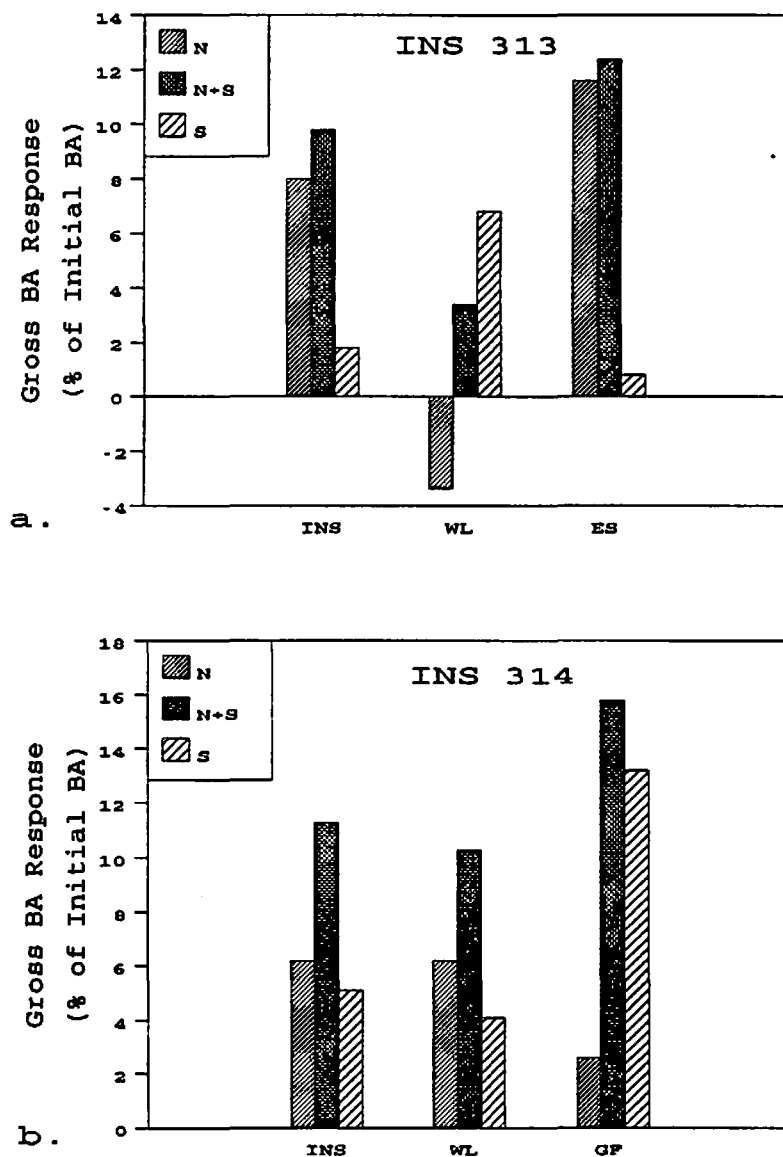 14
12
10
8
6
4
2
0
-2
-4
Gross BA Response
(% of Initial BA)
N
N+S
S
INS 313
INS
WL
ES
a.
18
16
14
12
10
8
6
4
2
0
Gross BA Response
(% of Initial BA)
N
N+S
S
INS 314
INS
WL
GF
b.